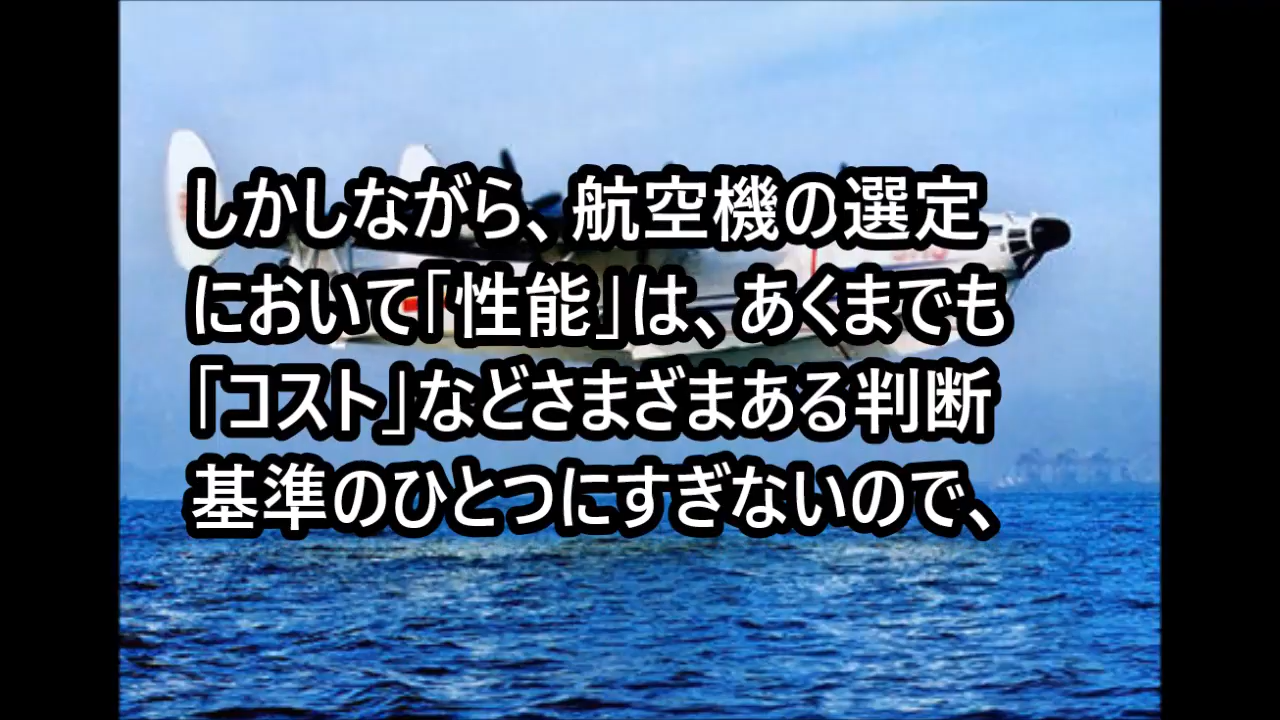 しかしながら、航空機の選定
において「性能」は、あくまでも
「コスト」などさまざまある判断
基準のひとつにすぎないので、